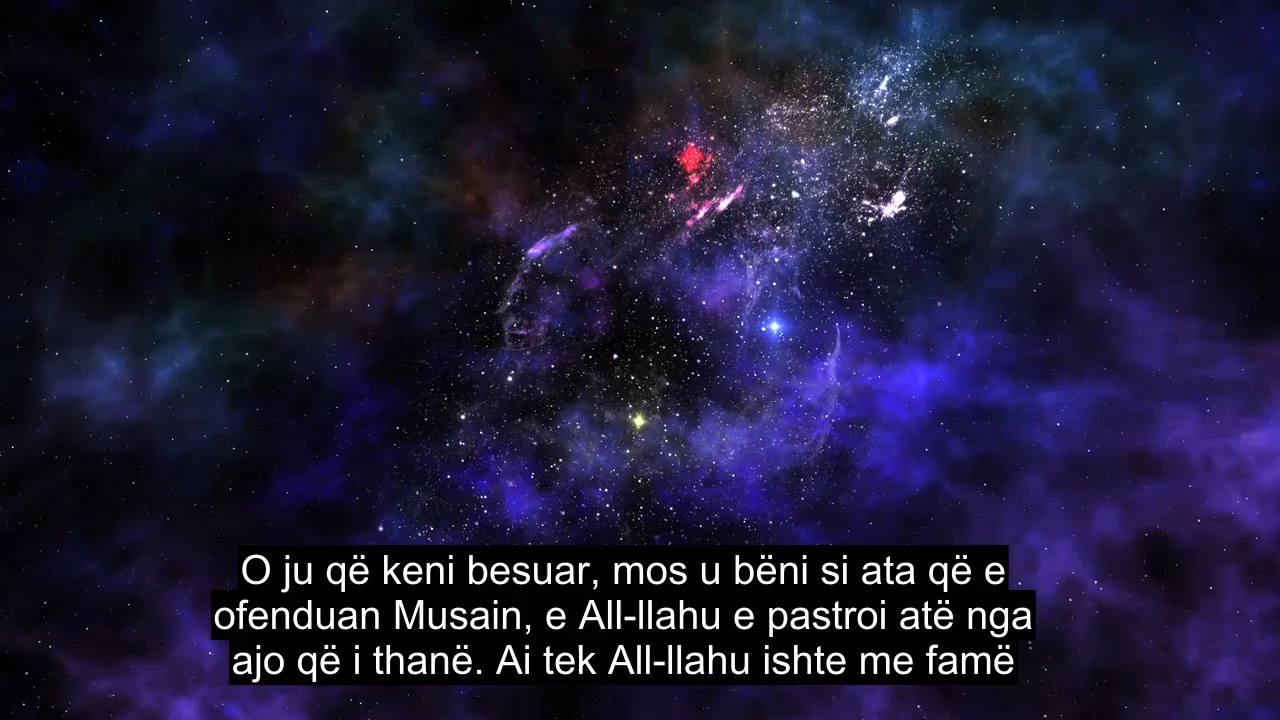 O ju që keni besuar, mos u bëni si ata që e
ofenduan Musain, e All-llahu e pastroi atë nga
ajo që i thanë. Ai tek All-llahu ishte me famë